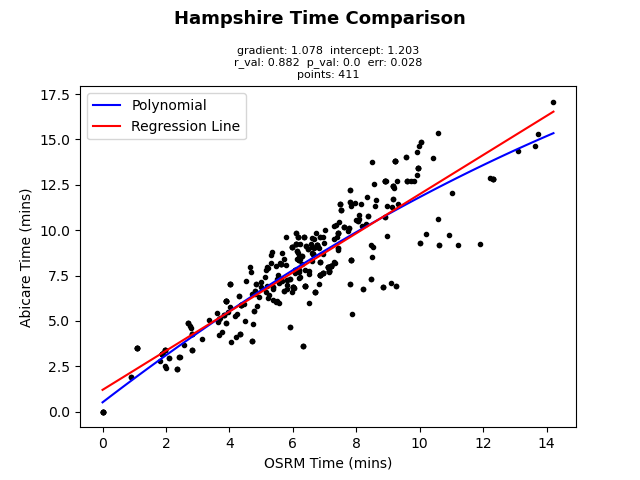 Hampshire Time Comparison
gradient: 1.078  intercept: 1.203
r_val: 0.882  p_val: 0.0  err: 0.028
points: 411
Polynomial
Regression Line
17.5
15.0
12.5
10.0
7.5
5.0
2.5
0.0
Abicare Time (mins)
0 2 4 6 8 10 12 14
OSRM Time (mins)